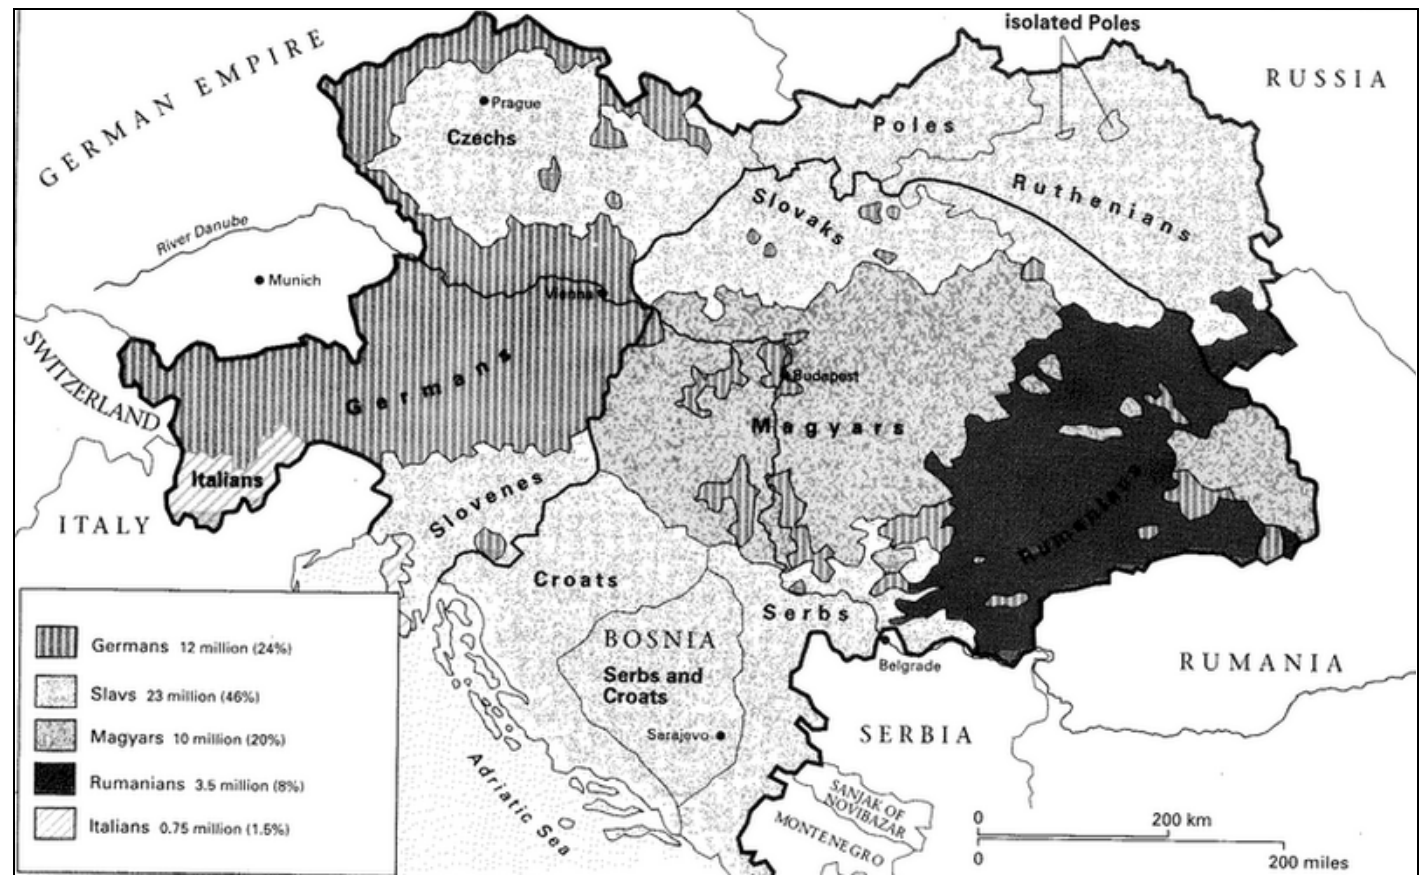 isolated Poles
GERMAN EMPIRE
RUSSIA
Prague
Poles
Czechs
Ruthenians
Slovaks
River Danube
Munich
Vienna
SWITZERLAND
Budapest
Germans
Magyars
Italians
Slovenes
Rumanians
ITALY
Croats
Serbs
BOSNIA
Serbs and
Croats
Belgrade
RUMANIA
SERBIA
Sarajevo
Adriatic Sea
SANJAK OF
NOVIBAZAR
MONTENEGRO
Germans 12 million (24%)
Slavs 23 million (46%)
Magyars 10 million (20%)
Rumanians 3.5 million (8%)
Italians 0.75 million (1.5%)
0 200 km
0 200 miles